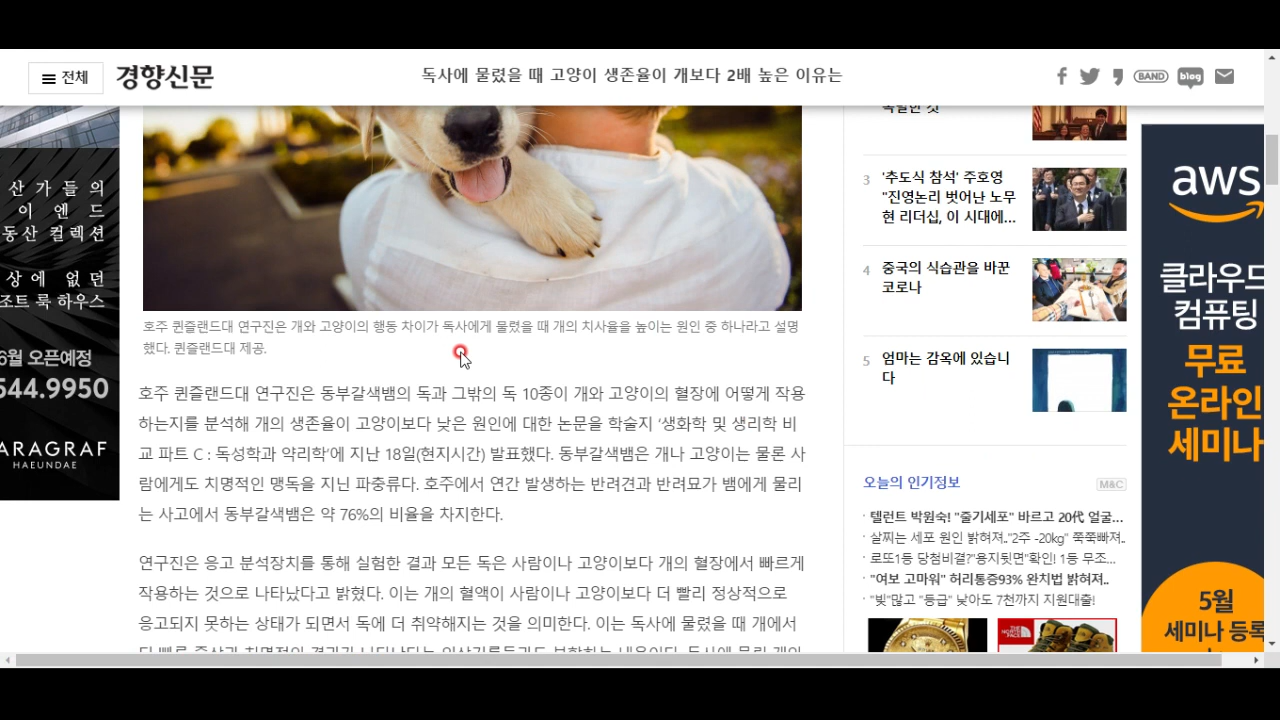 전체
경향신문
독사에 물렸을 때 고양이 생존율이 개보다 2배 높은 이유는
BAND
blog
산가들의
이 엔 드
동산 컬렉션
상에 없던
조트 룩 하우스
6월 오픈예정
544.9950
ARAGRAF
HAEUNDAE
호주 퀸즐랜드대 연구진은 개와 고양이의 행동 차이가 독사에게 물렸을 때 개의 치사율을 높이는 원인 중 하나라고 설명
했다. 퀸즐랜드대 제공.
호주 퀸즐랜드대 연구진은 동부갈색뱀의 독과 그밖의 독 10종이 개와 고양이의 혈장에 어떻게 작용
하는지를 분석해 개의 생존율이 고양이보다 낮은 원인에 대한 논문을 학술지 ‘생화학 및 생리학 비
교 파트 C : 독성학과 약리학’에 지난 18일(현지시간) 발표했다. 동부갈색뱀은 개나 고양이는 물론 사
람에게도 치명적인 맹독을 지닌 파충류다. 호주에서 연간 발생하는 반려견과 반려묘가 뱀에게 물리
는 사고에서 동부갈색뱀은 약 76%의 비율을 차지한다.
연구진은 응고 분석장치를 통해 실험한 결과 모든 독은 사람이나 고양이보다 개의 혈장에서 빠르게
작용하는 것으로 나타났다고 밝혔다. 이는 개의 혈액이 사람이나 고양이보다 더 빨리 정상적으로
응고되지 못하는 상태가 되면서 독에 더 취약해지는 것을 의미한다. 이는 독사에 물렸을 때 개에서
3 '추도식 참석' 주호영
"진영논리 벗어난 노무
현 리더십, 이 시대에...
4 중국의 식습관을 바꾼
코로나
5 엄마는 감옥에 있습니
다
오늘의 인기정보
M&C
· 텔런트 박원숙! "줄기세포" 바르고 20代 얼굴...
· 살찌는 세포 원인 밝혀져.."2주 -20kg" 쭉쭉빠져..
· 로또1등 당첨비결?"용지뒷면"확인! 1등 무조...
· "여보 고마워" 허리통증93% 완치법 밝혀져..
· "빚"많고 "등급" 낮아도 7천까지 지원대출!
aws
클라우드
컴퓨팅
무료
온라인
세미나
5월
세미나 등록